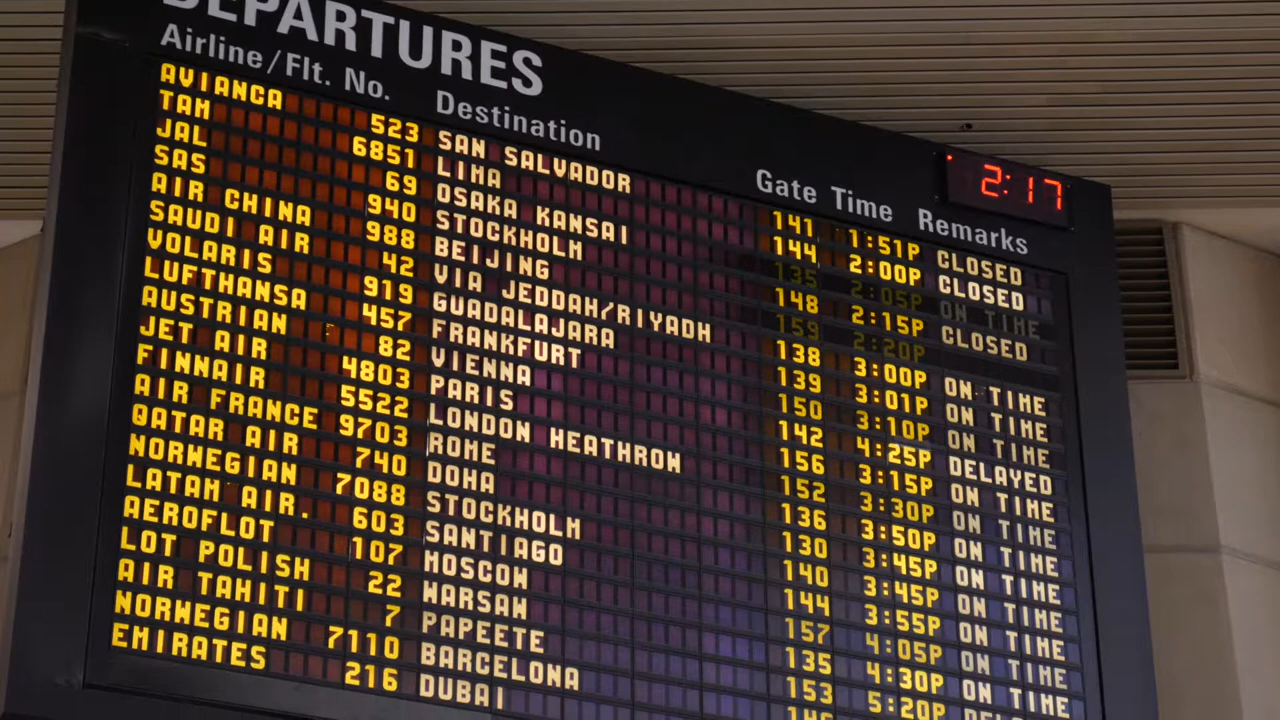 DEPARTURES
Airline/Flt. No. Destination Gate Time Remarks
2:17
AVIANCA 523 SAN SALVADOR 141 1:51P CLOSED
TAM 6851 LIMA 144 2:00P CLOSED
JAL 69 OSAKA KANSAI 135 2:05P ON TIME
SAS 940 STOCKHOLM 148 2:15P CLOSED
AIR CHINA 988 BEIJING 159 2:20P
SAUDI AIR 42 VIA JEDDAH/RIYADH 138 3:00P ON TIME
VOLARIS 919 GUADALAJARA 139 3:01P ON TIME
LUFTHANSA 457 FRANKFURT 150 3:10P ON TIME
AUSTRIAN 82 VIENNA 142 4:25P DELAYED
JET AIR 4803 PARIS 156 3:15P ON TIME
FINNAIR 5522 LONDON HEATHROW 152 3:30P ON TIME
AIR FRANCE 9703 ROME 136 3:50P ON TIME
QATAR AIR 740 DOHA 130 3:45P ON TIME
NORWEGIAN 7088 STOCKHOLM 140 3:45P ON TIME
LATAM AIR. 603 SANTIAGO 144 3:55P ON TIME
AEROFLOT 107 MOSCOW 157 4:05P ON TIME
LOT POLISH 22 WARSAW 135 4:30P ON TIME
AIR TAHITI 7 PAPEETE 153 5:20P
NORWEGIAN 7110 BARCELONA
EMIRATES 216 DUBAI